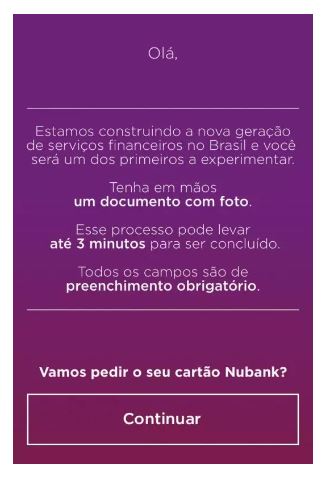 Olá,
Estamos construindo a nova geração
de serviços financeiros no Brasil e você
será um dos primeiros a experimentar.
Tenha em mãos
um documento com foto.
Esse processo pode levar
até 3 minutos para ser concluído.
Todos os campos são de
preenchimento obrigatório.
Vamos pedir o seu cartão Nubank?
Continuar